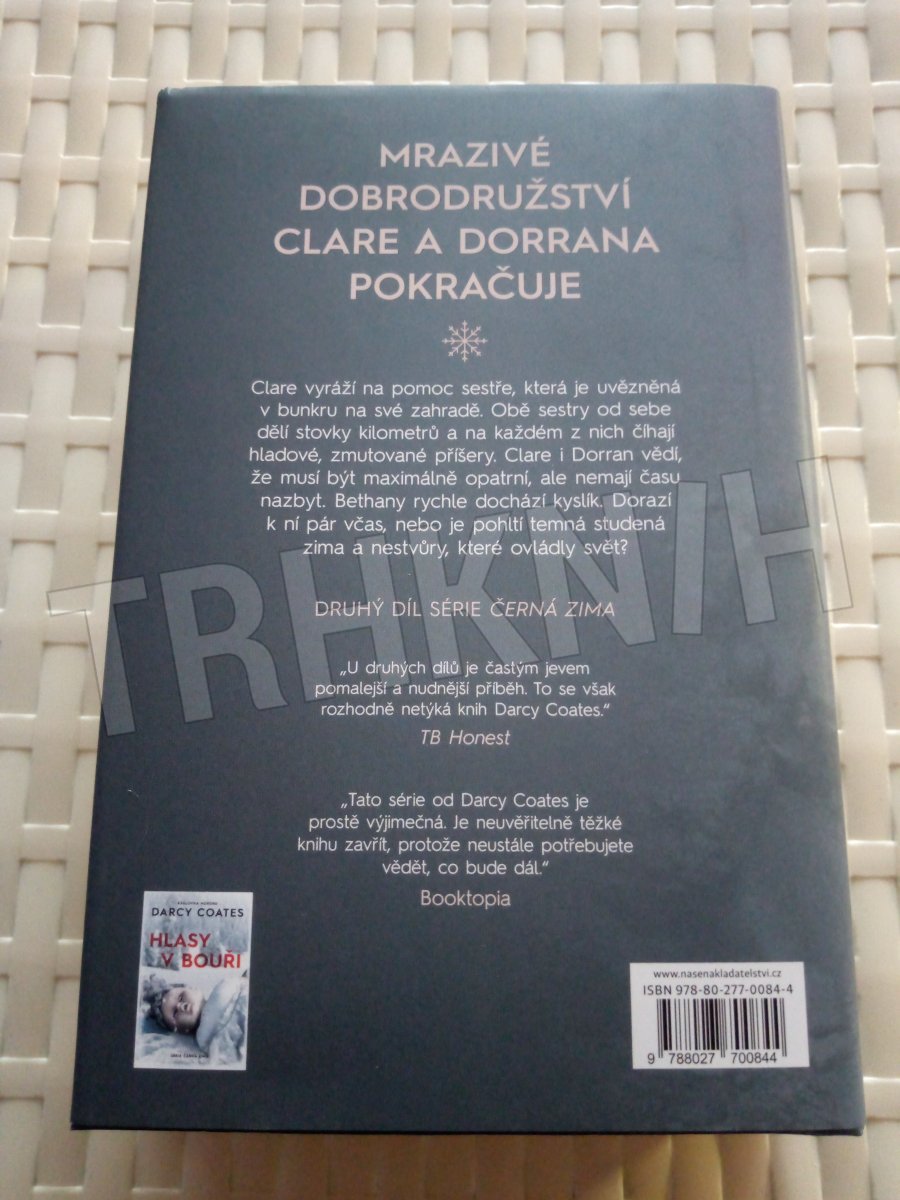 MRAZIVÉ
DOBRODRUŽSTVÍ
CLARE A DORRANA
POKRAČUJE
Clare vyráží na pomoc sestře, která je uvězněná
v bunkru na své zahradě. Obě sestry od sebe
dělí stovky kilometrů a na každém z nich číhají
hladové, zmutované příšery. Clare i Dorran vědí,
že musí být maximálně opatrní, ale nemají času
nazbyt. Bethany rychle dochází kyslík. Dorazí
k ní pár včas, nebo je pohltí temná studená
zima a nestvůry, které ovládly svět?
TRHKNIH
DRUHÝ DÍL SÉRIE ČERNÁ ZIMA
„U druhých dílů je častým jevem
pomalejší a nudnější příběh. To se však
rozhodně netýká knih Darcy Coates.“
TB Honest
„Tato série od Darcy Coates je
prostě výjimečná. Je neuvěřitelně těžké
knihu zavřít, protože neustále potřebujete
vědět, co bude dál.“
Booktopia
KRÁLOVNA HORORU
DARCY COATES
HLASY
V BOUŘI
SÉRIE ČERNÁ ZIMA
www.nasenakladatelstvi.cz
ISBN 978-80-277-0084-4
9 788027 700844